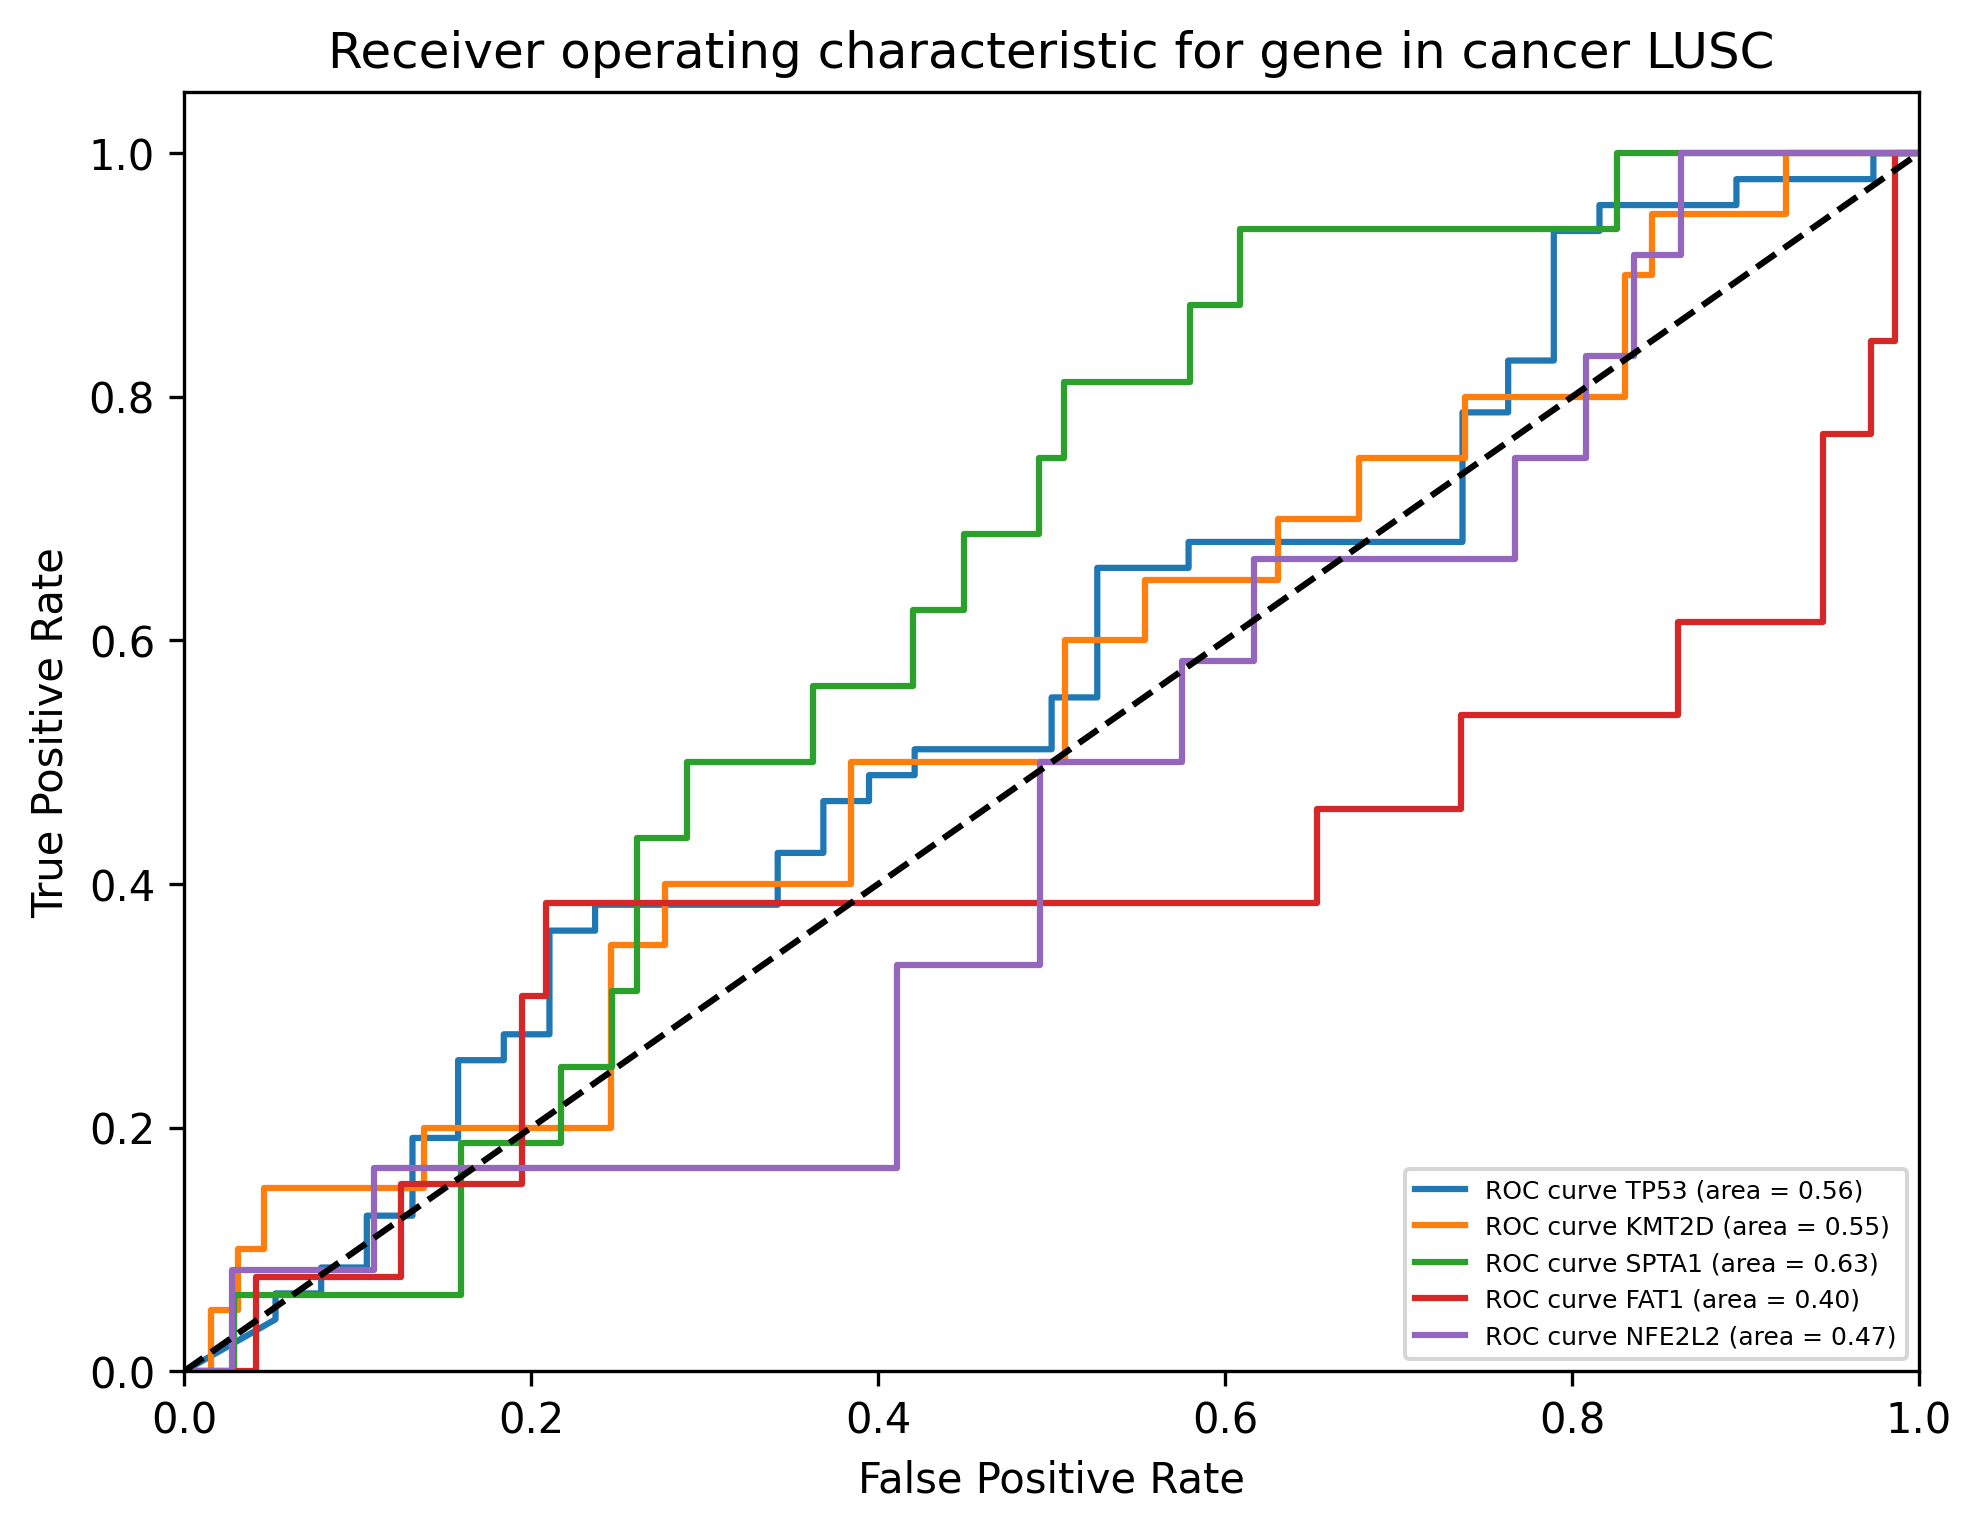 Receiver operating characteristic for gene in cancer LUSC
True Positive Rate
1.0
0.8
0.6
0.4
0.2
0.0
ROC curve TP53 (area = 0.56)
ROC curve KMT2D (area = 0.55)
ROC curve SPTA1 (area = 0.63)
ROC curve FAT1 (area = 0.40)
ROC curve NFE2L2 (area = 0.47)
0.0 0.2 0.4 0.6 0.8 1.0
False Positive Rate